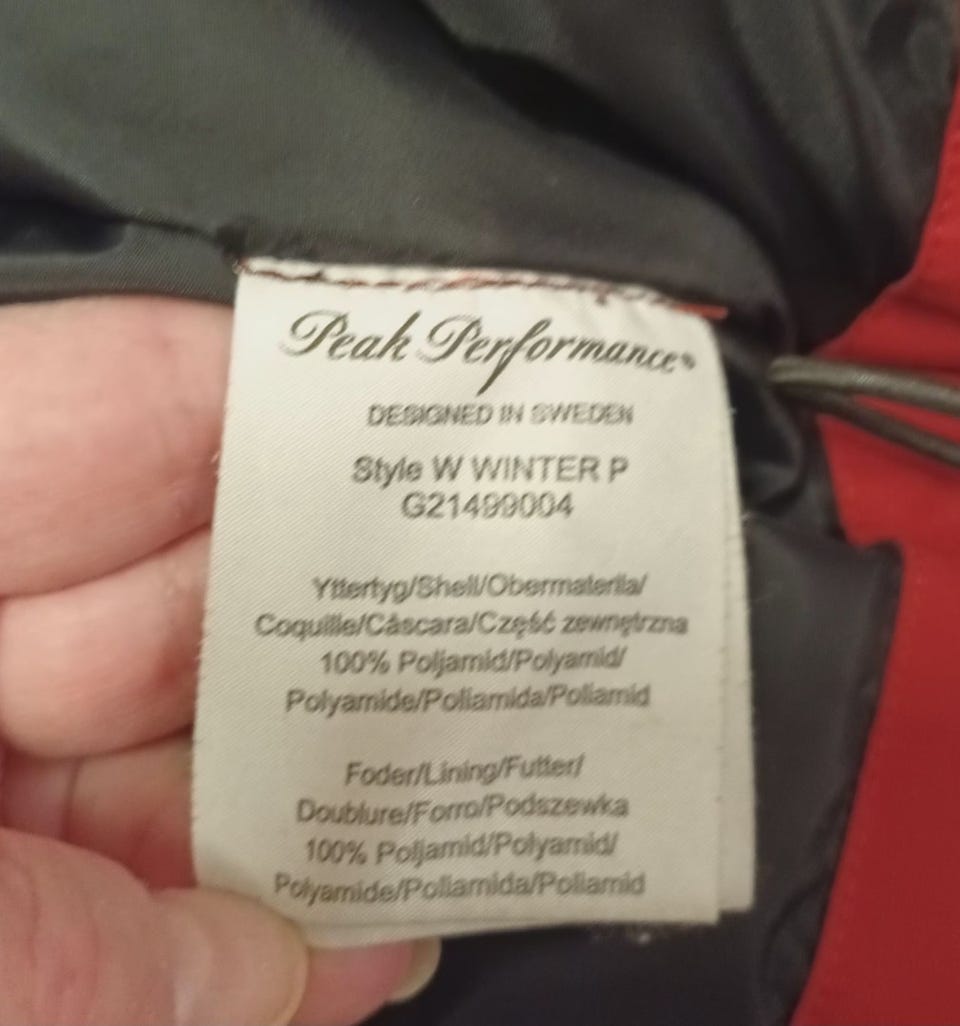 Peak Performance®
DESIGNED IN SWEDEN
Style W WINTER P
G21499004
Yttertyg/Shell/Obermaterila/
Coquille/Cáscara/Część zewnętrzna
100% Poljamid/Polyamid/
Polyamide/Poliamida/Poliamid
Foder/Lining/Futter/
Doublure/Forro/Podszewka
100% Poljamid/Polyamid/
Polyamide/Poliamida/Poliamid